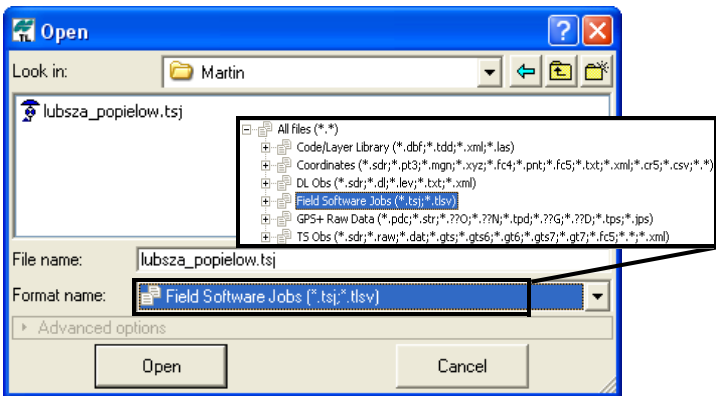 TL Open
Look in: Martin
lubsza_popielow.tsj
All files (*.*)
Code/Layer Library (*.dbf;*.tdd;*.xml;*.las)
Coordinates (*.sdr;*.pt3;*.mgn;*.xyz;*.fc4;*.pnt;*.fc5;*.txt;*.xml;*.cr5;*.csv;*.*)
DL Obs (*.sdr;*.dl;*.lev;*.txt;*.xml)
Field Software Jobs (*.tsj;*.tlsv)
GPS+ Raw Data (*.pdc;*.str;*.??O;*.??N;*.tpd;*.??G;*.??D;*.tps;*.jps)
TS Obs (*.sdr;*.raw;*.dat;*.gts;*.gts6;*.gt6;*.gts7;*.gt7;*.fc5;*.*;*.xml)
File name: lubsza_popielow.tsj
Format name: Field Software Jobs (*.tsj;*.tlsv)
Advanced options
Open Cancel